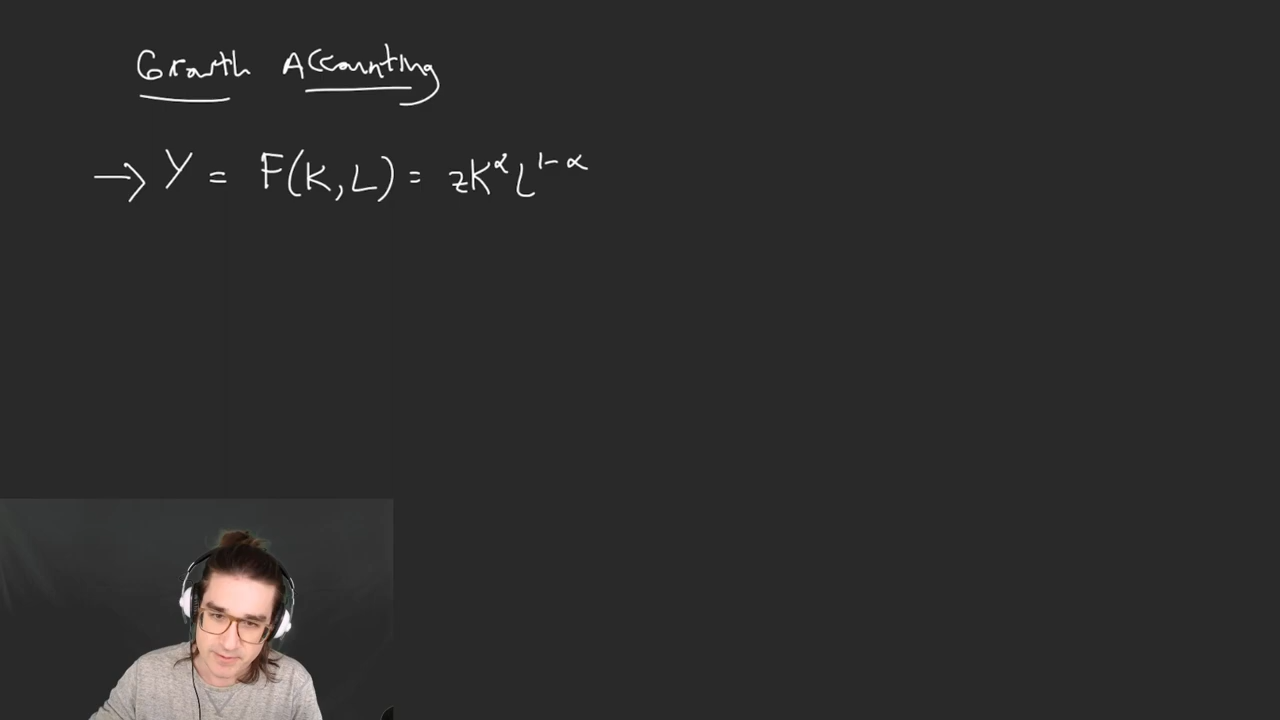 Growth Accounting
→ Y = F(K,L) = zK^α L^1-α